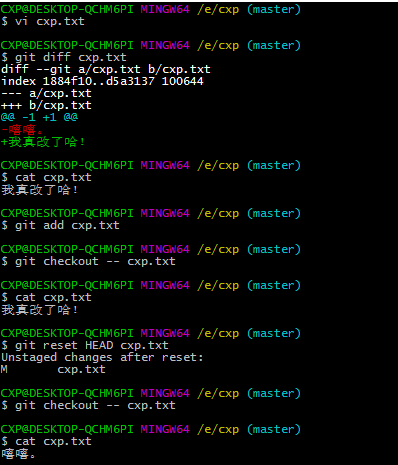 CXP@DESKTOP-QCHM6PI MINGW64 /e/cxp (master)
$ vi cxp.txt
CXP@DESKTOP-QCHM6PI MINGW64 /e/cxp (master)
$ git diff cxp.txt
diff --git a/cxp.txt b/cxp.txt
index 1884f10..d5a3137 100644
--- a/cxp.txt
+++ b/cxp.txt
@@ -1 +1 @@
-嘻嘻。
+我真改了哈！
CXP@DESKTOP-QCHM6PI MINGW64 /e/cxp (master)
$ cat cxp.txt
我真改了哈！
CXP@DESKTOP-QCHM6PI MINGW64 /e/cxp (master)
$ git add cxp.txt
CXP@DESKTOP-QCHM6PI MINGW64 /e/cxp (master)
$ git checkout -- cxp.txt
CXP@DESKTOP-QCHM6PI MINGW64 /e/cxp (master)
$ cat cxp.txt
我真改了哈！
CXP@DESKTOP-QCHM6PI MINGW64 /e/cxp (master)
$ git reset HEAD cxp.txt
Unstaged changes after reset:
M       cxp.txt
CXP@DESKTOP-QCHM6PI MINGW64 /e/cxp (master)
$ git checkout -- cxp.txt
CXP@DESKTOP-QCHM6PI MINGW64 /e/cxp (master)
$ cat cxp.txt
嘻嘻。